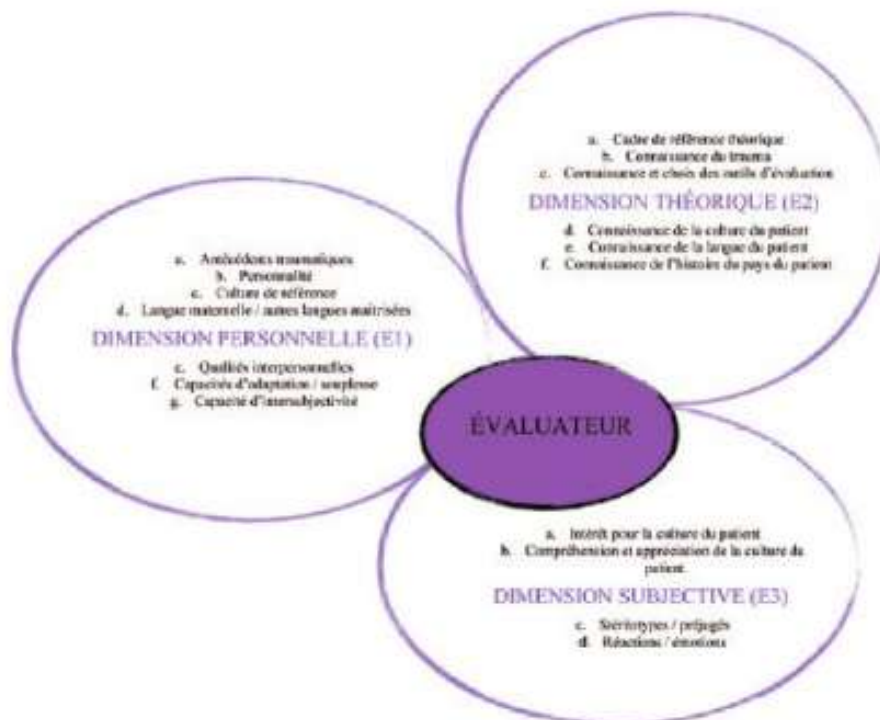 a. Cadre de référence théorique
b. Connaissance du trauma
c. Connaissance et choix des outils d'évaluation
DIMENSION THÉORIQUE (E2)
d. Connaissance de la culture du patient
e. Connaissance de la langue du patient
f. Connaissance de l'histoire du pays du patient
a. Antécédents traumatiques
b. Personnalité
c. Culture de référence
d. Langue maternelle / autres langues maîtrisées
DIMENSION PERSONNELLE (E1)
e. Qualités interpersonnelles
f. Capacités d'adaptation / souplesse
g. Capacité d'intersubjectivité
ÉVALUATEUR
a. Intérêt pour la culture du patient
b. Compréhension et appréciation de la culture du
patient
DIMENSION SUBJECTIVE (E3)
c. Stéréotypes / préjugés
d. Réactions / émotions